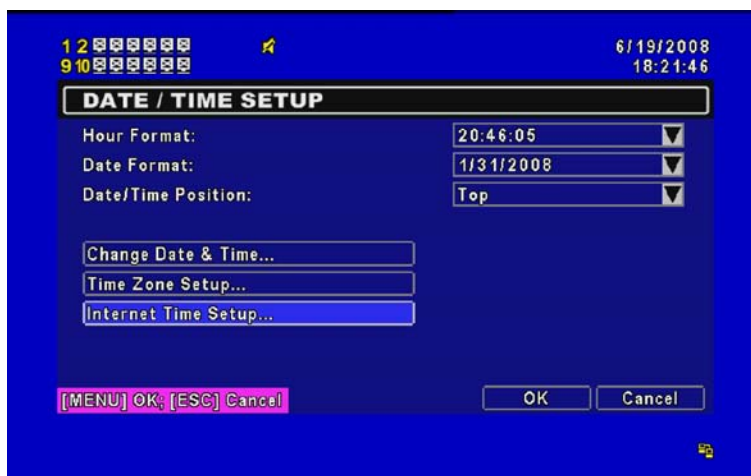 1 2
6/19/2008
9 10
18:21:46
DATE / TIME SETUP
Hour Format:
20:46:05
Date Format:
1/31/2008
Date/Time Position:
Top
Change Date & Time...
Time Zone Setup...
Internet Time Setup...
[MENU] OK; [ESC] Cancel
OK
Cancel